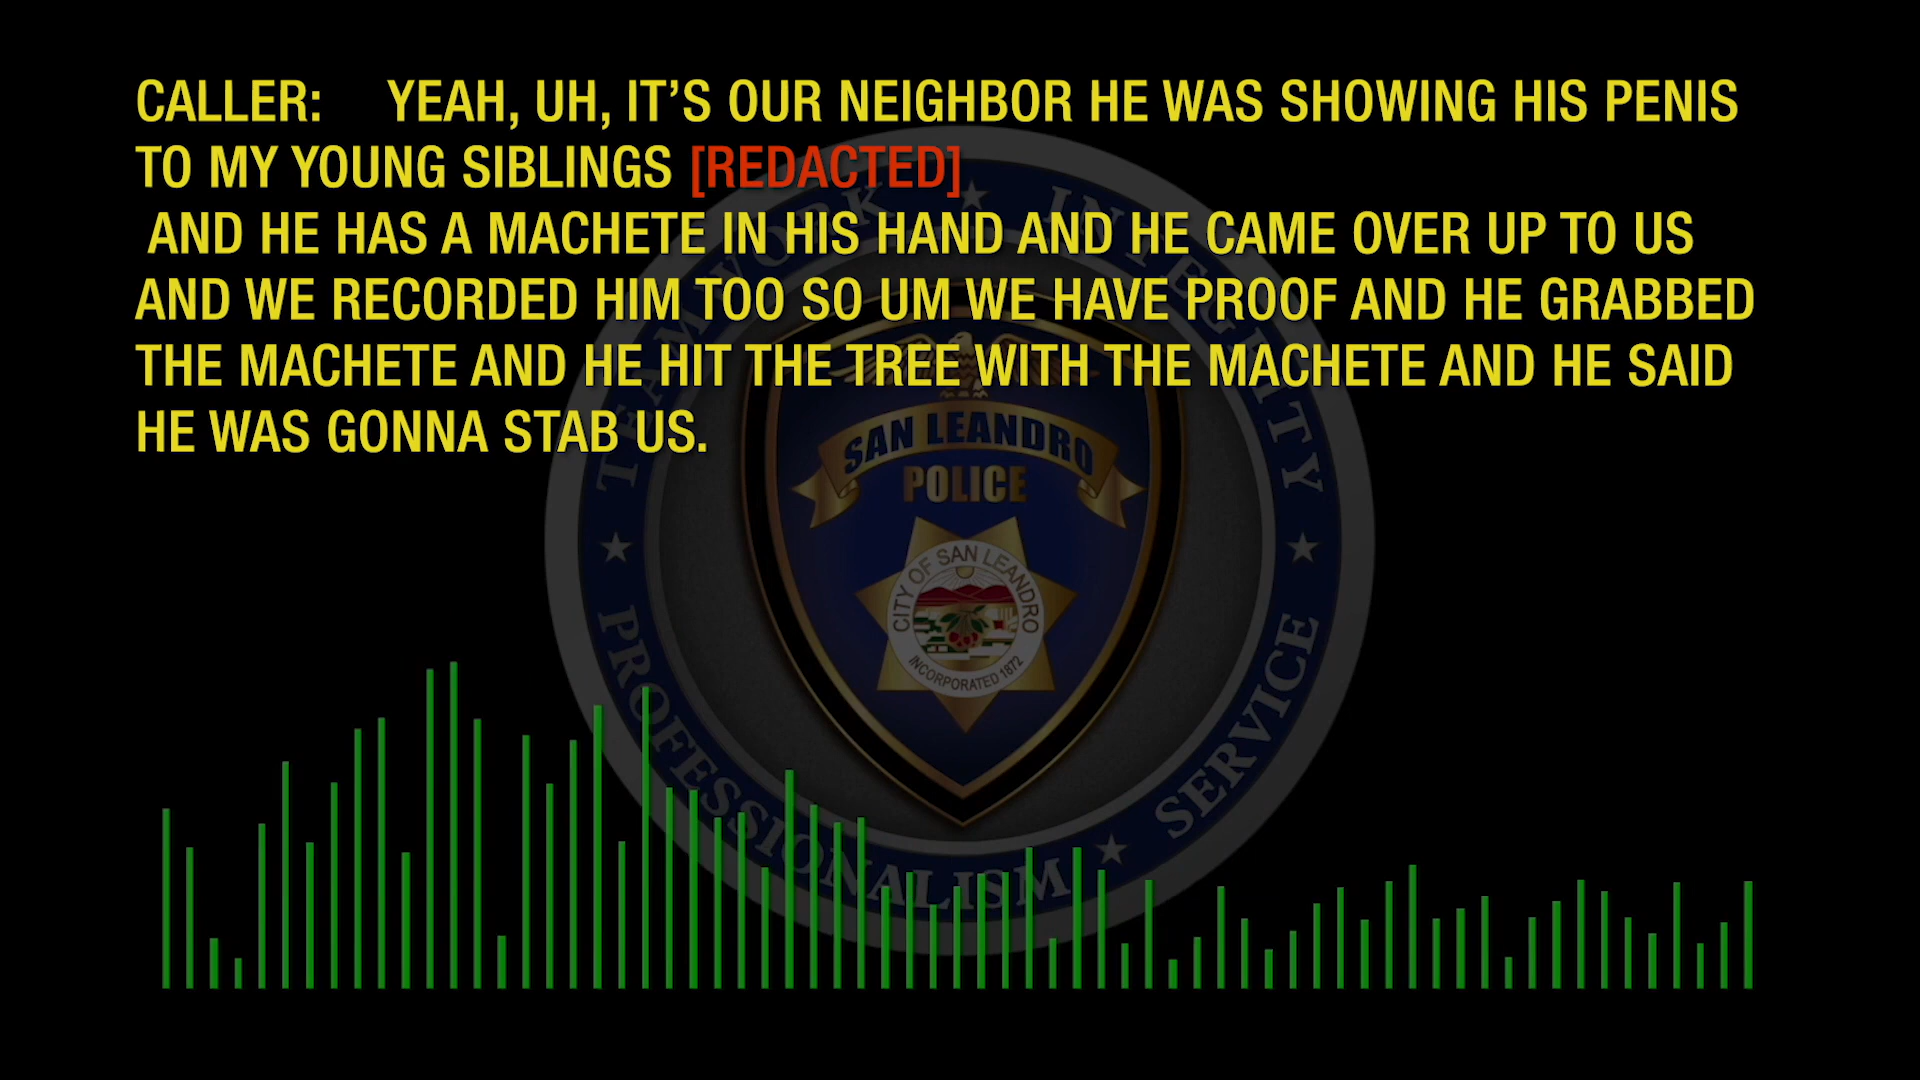 CALLER: YEAH, UH, IT’S OUR NEIGHBOR HE WAS SHOWING HIS PENIS
TO MY YOUNG SIBLINGS [REDACTED]
AND HE HAS A MACHETE IN HIS HAND AND HE CAME OVER UP TO US
AND WE RECORDED HIM TOO SO UM WE HAVE PROOF AND HE GRABBED
THE MACHETE AND HE HIT THE TREE WITH THE MACHETE AND HE SAID
HE WAS GONNA STAB US.
TEAMWORK ★ INTEGRITY
SAN LEANDRO
POLICE
CITY OF SAN LEANDRO
INCORPORATED 1872
★ PROFESSIONALISM ★ SERVICE ★